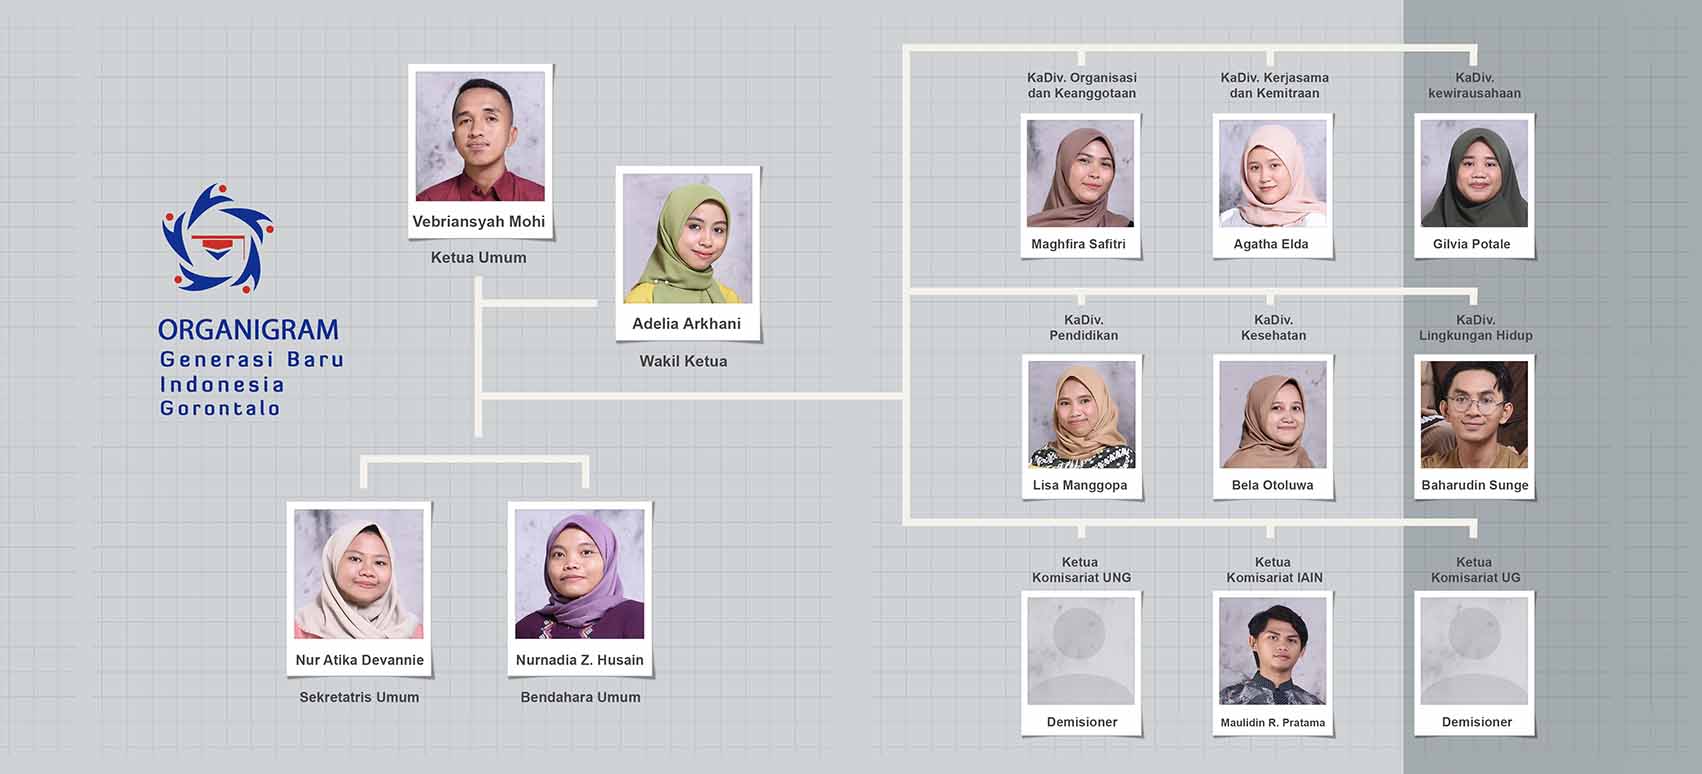 ORGANIGRAM
Generasi Baru
Indonesia
Gorontalo
Vebriansyah Mohi
Ketua Umum
Adelia Arkhani
Wakil Ketua
Nur Atika Devannie
Sekretatris Umum
Nurnadia Z. Husain
Bendahara Umum
KaDiv. Organisasi
dan Keanggotaan
Maghfira Safitri
KaDiv. Kerjasama
dan Kemitraan
Agatha Elda
KaDiv.
kewirausahaan
Gilvia Potale
KaDiv.
Pendidikan
Lisa Manggopa
KaDiv.
Kesehatan
Bela Otoluwa
KaDiv.
Lingkungan Hidup
Baharudin Sunge
Ketua
Komisariat UNG
Demisioner
Ketua
Komisariat IAIN
Maulidin R. Pratama
Ketua
Komisariat UG
Demisioner